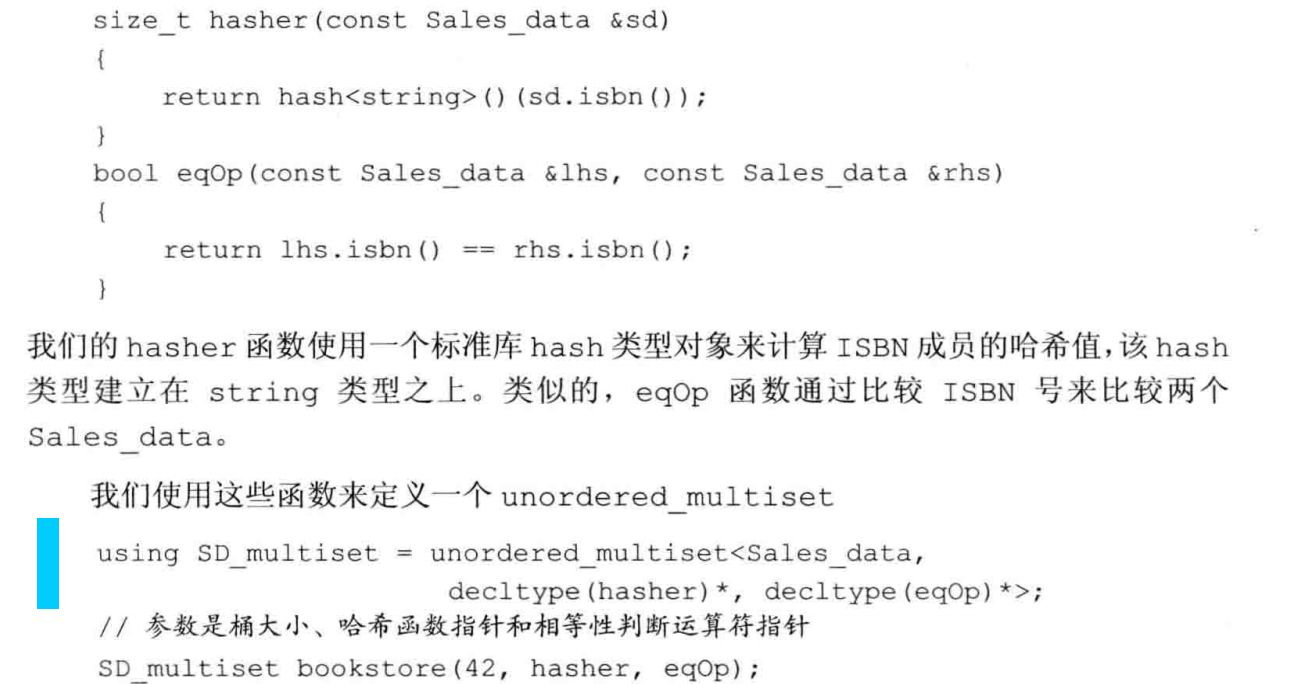 size_t hasher(const Sales_data &sd)
{
return hash<string>()(sd.isbn());
}
bool eqOp(const Sales_data &lhs, const Sales_data &rhs)
{
return lhs.isbn() == rhs.isbn();
}
我们的 hasher 函数使用一个标准库 hash 类型对象来计算 ISBN 成员的哈希值,该 hash
类型建立在 string 类型之上。类似的，eqOp 函数通过比较 ISBN 号来比较两个
Sales_data。
我们使用这些函数来定义一个 unordered_multiset
using SD_multiset = unordered_multiset<Sales_data,
decltype(hasher)*, decltype(eqOp)*>;
// 参数是桶大小、哈希函数指针和相等性判断运算符指针
SD_multiset bookstore(42, hasher, eqOp);